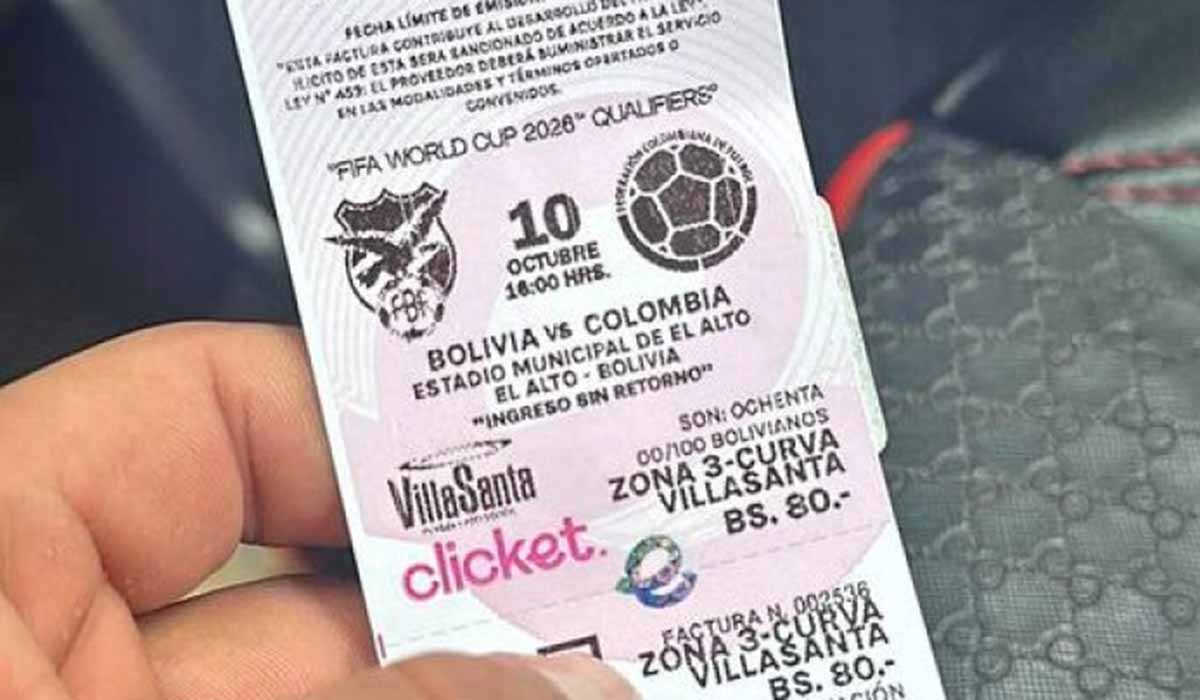 FECHA LÍMITE DE EMISIÓN
"ESTA FACTURA CONTRIBUYE AL DESARROLLO DEL
ILÍCITO DE ESTA SERA SANCIONADO DE ACUERDO A LA LEY,
LEY N° 453: EL PROVEEDOR DEBERÁ SUMINISTRAR EL SERVICIO
EN LAS MODALIDADES Y TÉRMINOS OFERTADOS O
CONVENIDOS.
"FIFA WORLD CUP 2026™ QUALIFIERS"
FEDERACIÓN COLOMBIANA DE FUTBOL
FBF
10
OCTUBRE
16:00 HRS.
BOLIVIA Vs COLOMBIA
ESTADIO MUNICIPAL DE EL ALTO
EL ALTO - BOLIVIA
"INGRESO SIN RETORNO"
SON: OCHENTA
00/100 BOLIVIANOS
VillaSanta
ZONA 3-CURVA
VILLASANTA
BS. 80.-
clicket.
e
FACTURA N. 002536
ZONA 3-CURVA
VILLASANTA
BS. 80.-